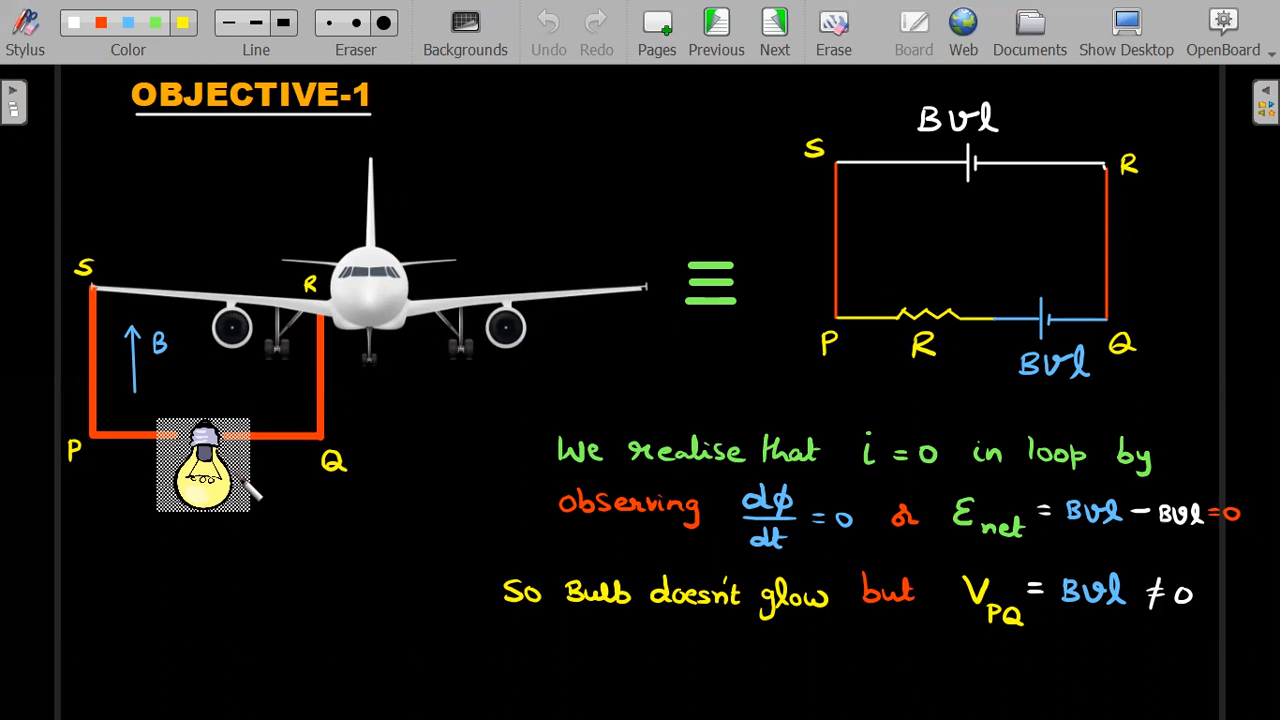 Stylus Color Line Eraser Backgrounds Undo Redo Pages Previous Next Erase Board Web Documents Show Desktop OpenBoard
OBJECTIVE-1
S
R
B
P
Q
BVl
S
R
P
R
BVl
Q
We realise that i = 0 in loop by
observing dφ/dt = 0 or Ɛnet = BVl - BVl = 0
So Bulb doesn't glow but VPQ = BVl ≠ 0